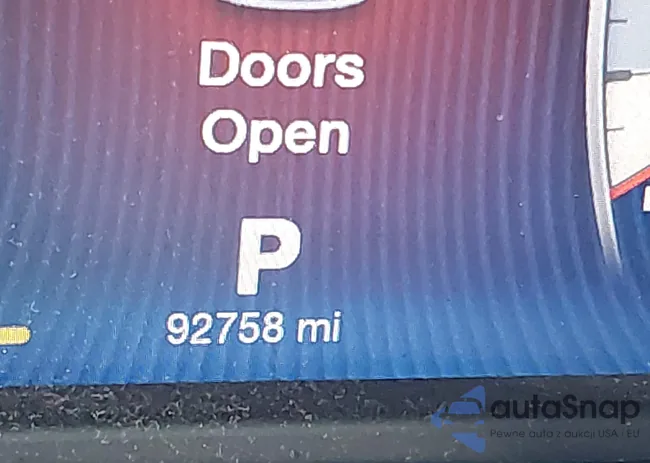 Doors
Open
P
92758 mi
autaSnap
Pewne auta z aukcji USA i EU